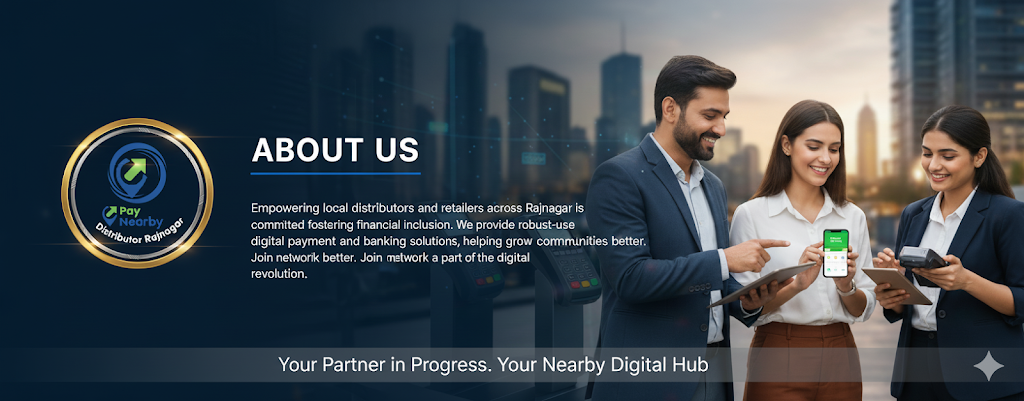 Pay
Nearby
Distributor Rajnagar
ABOUT US
Empowering local distributors and retailers across Rajnagar is
committed fostering financial inclusion. We provide robust-use
digital payment and banking solutions, helping grow communities better.
Join network better. Join network a part of the digital
revolution.
Your Partner in Progress. Your Nearby Digital Hub